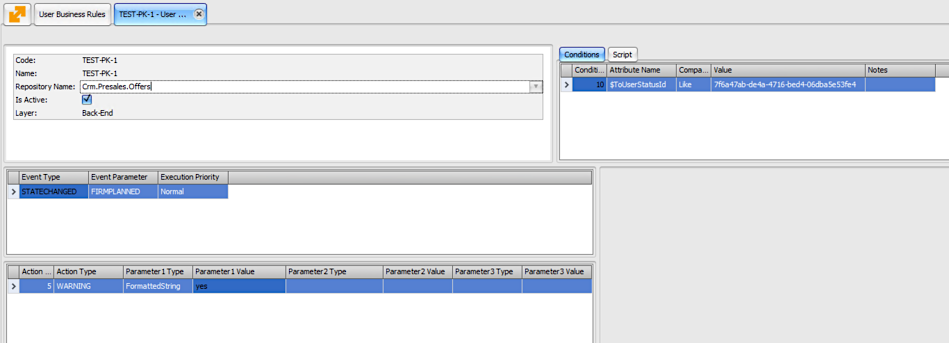 User Business Rules
TEST-PK-1 - User ...
Code: TEST-PK-1
Name: TEST-PK-1
Repository Name: Crm.Presales.Offers
Is Active:
Layer: Back-End
Conditions Script
Conditi... Attribute Name Compa... Value Notes
10 $ToUserStatusId Like 7f6a47ab-de4a-4716-bed4-06dba5e53fe4
Event Type Event Parameter Execution Priority
STATECHANGED FIRMPLANNED Normal
Action ... Action Type Parameter1 Type Parameter1 Value Parameter2 Type Parameter2 Value Parameter3 Type Parameter3 Value
5 WARNING FormattedString yes